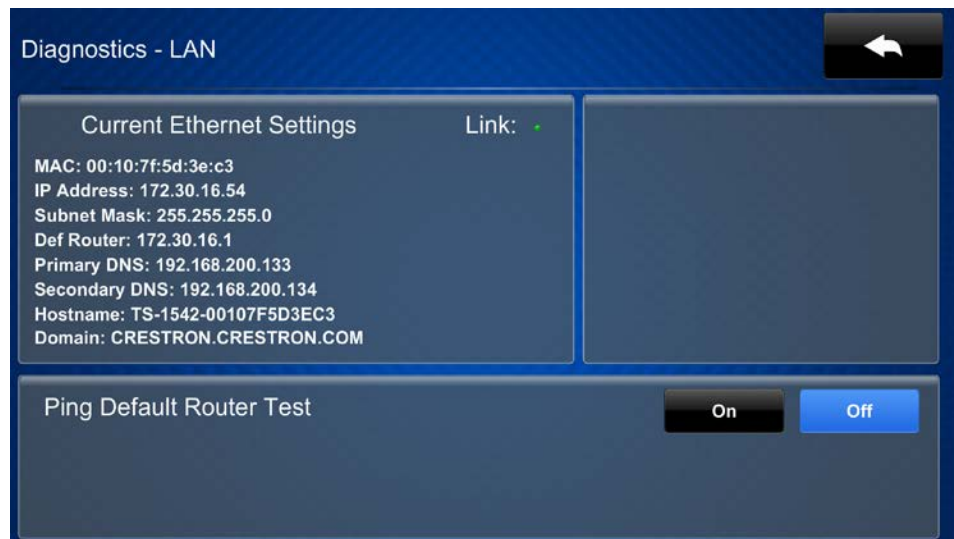 Diagnostics - LAN
Current Ethernet Settings Link:
MAC: 00:10:7f:5d:3e:c3
IP Address: 172.30.16.54
Subnet Mask: 255.255.255.0
Def Router: 172.30.16.1
Primary DNS: 192.168.200.133
Secondary DNS: 192.168.200.134
Hostname: TS-1542-00107F5D3EC3
Domain: CRESTRON.CRESTRON.COM
Ping Default Router Test On Off